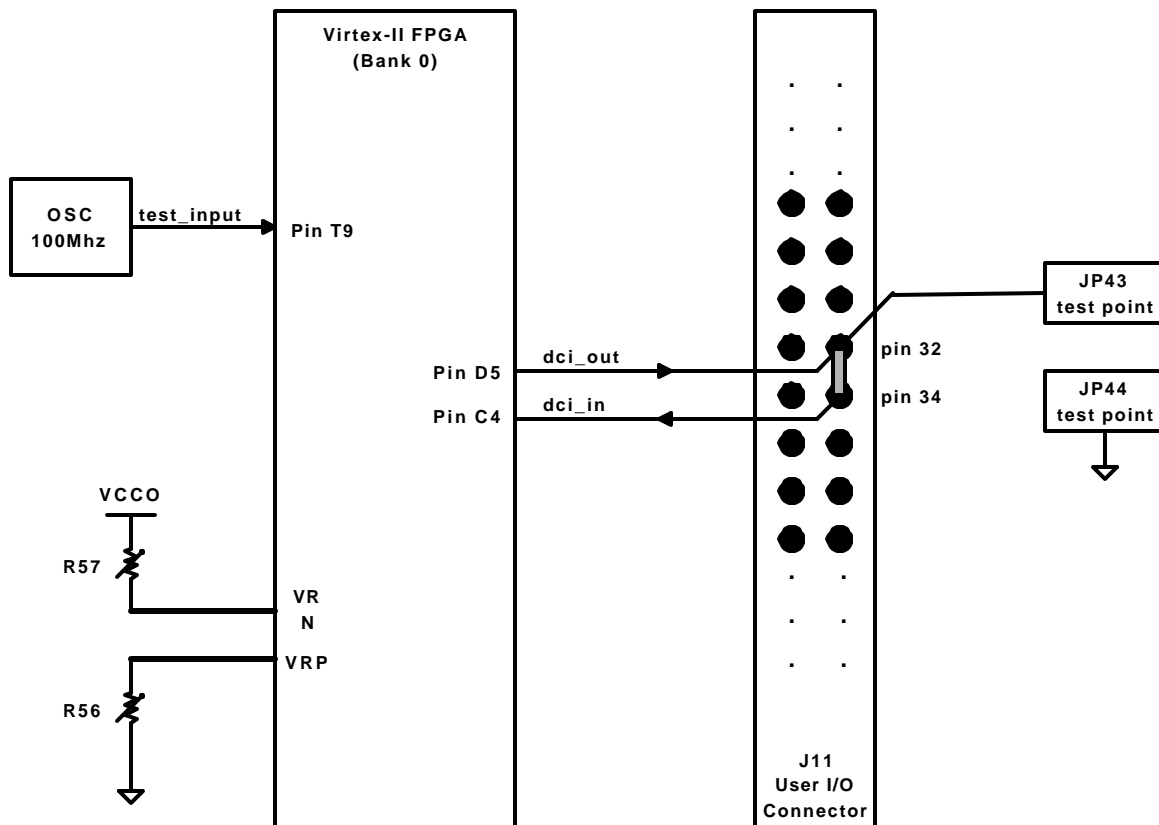 Virtex-II FPGA
(Bank 0)
OSC
100Mhz
test_input
Pin T9
JP43
test point
dci_out
pin 32
Pin D5
JP44
test point
dci_in
pin 34
Pin C4
VCCO
R57
VR
N
VRP
R56
J11
User I/O
Connector